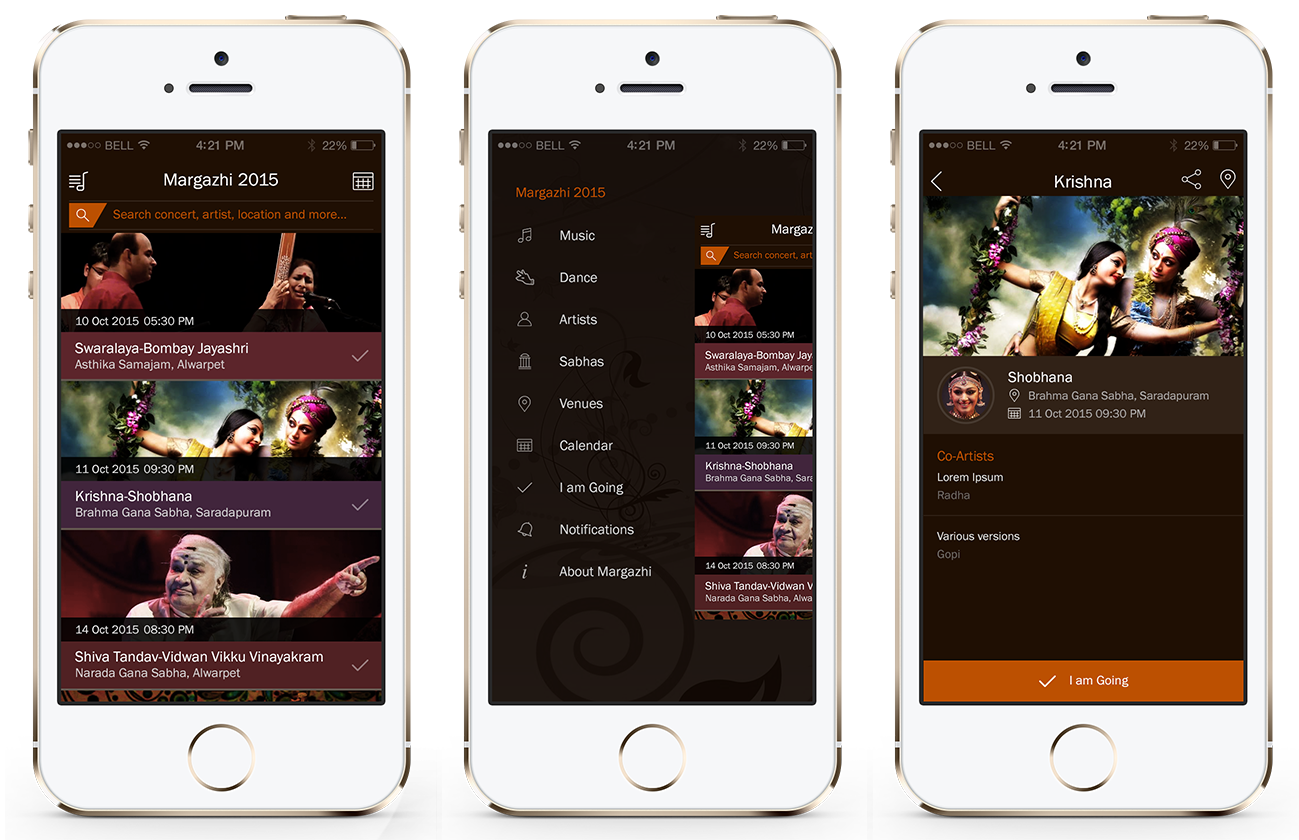 BELL 4:21 PM 22%
Margazhi 2015
Search concert, artist, location and more...
10 Oct 2015 05:30 PM
Swaralaya-Bombay Jayashri
Asthika Samajam, Alwarpet
11 Oct 2015 09:30 PM
Krishna-Shobhana
Brahma Gana Sabha, Saradapuram
14 Oct 2015 08:30 PM
Shiva Tandav-Vidwan Vikku Vinayakram
Narada Gana Sabha, Alwarpet
BELL 4:21 PM 22%
Margazhi 2015
Music
Dance
Artists
Sabhas
Venues
Calendar
I am Going
Notifications
i About Margazhi
Margaz
Search concert, art
10 Oct 2015 05:30 PM
Swaralaya-Bombay Jay
Asthika Samajam, Alwarpet
11 Oct 2015 09:30 PM
Krishna-Shobhana
Brahma Gana Sabha, Sara
14 Oct 2015 08:30 PM
Shiva Tandav-Vidwan V
Narada Gana Sabha, Alwa
BELL 4:21 PM 22%
Krishna
Shobhana
Brahma Gana Sabha, Saradapuram
11 Oct 2015 09:30 PM
Co-Artists
Lorem Ipsum
Radha
Various versions
Gopi
I am Going